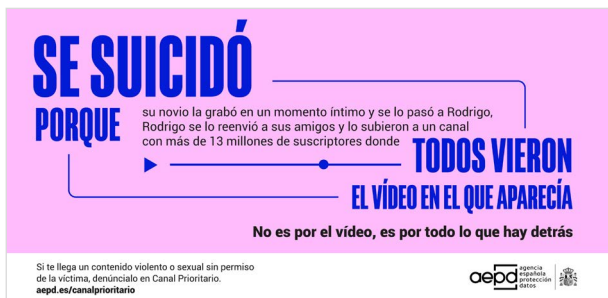 SE SUICIDÓ
PORQUE
su novio la grabó en un momento íntimo y se lo pasó a Rodrigo,
Rodrigo se lo reenvió a sus amigos y lo subieron a un canal
con más de 13 millones de suscriptores donde
TODOS VIERON
EL VÍDEO EN EL QUE APARECÍA
No es por el vídeo, es por todo lo que hay detrás
Si te llega un contenido violento o sexual sin permiso
de la víctima, denúncialo en Canal Prioritario.
aepd.es/canalprioritario
aepd
agencia
española
protección
datos